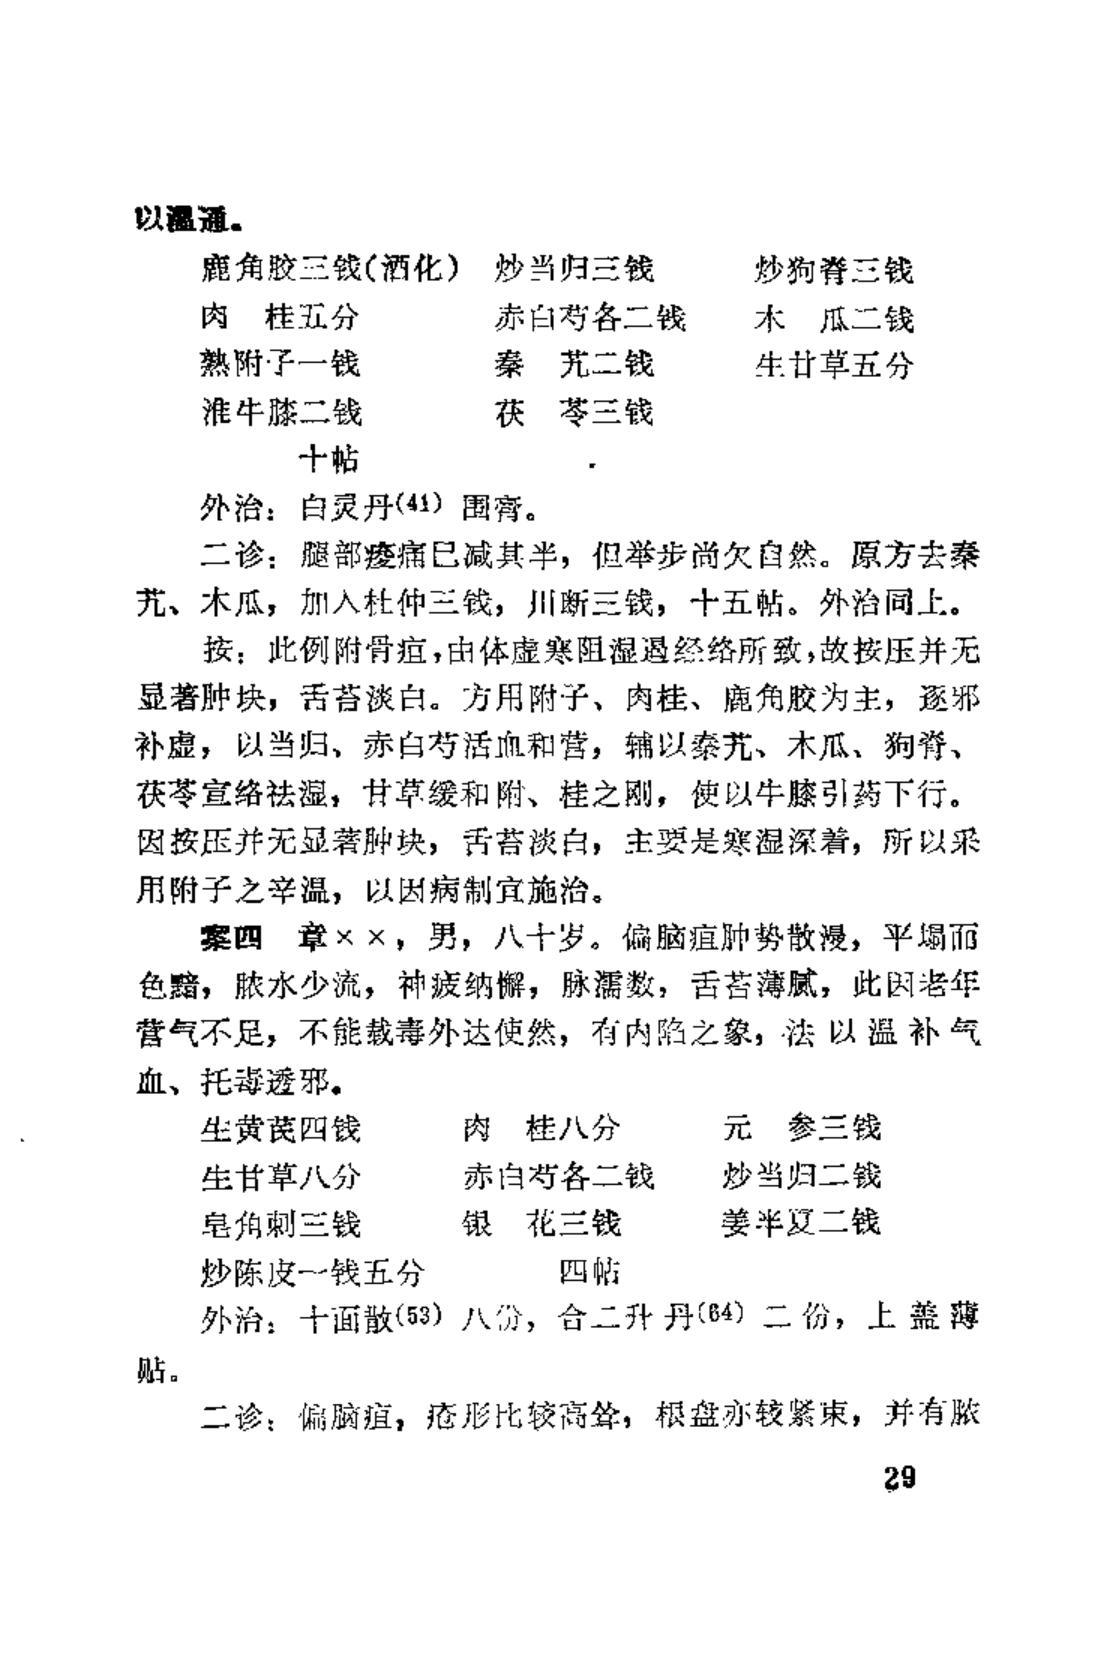 以温通。
鹿角胶三钱(酒化) 炒当归三钱 炒狗脊三钱
肉 桂五分 赤白芍各二钱 木 瓜二钱
熟附子一钱 秦 艽二钱 生甘草五分
淮牛膝二钱 茯 苓三钱
十帖
外治：白灵丹(41) 围膏。
二诊：腿部痠痛已减其半，但举步尚欠自然。原方去秦
艽、木瓜，加入杜仲三钱，川断三钱，十五帖。外治同上。
按：此例附骨疽，由体虚寒阻湿遏经络所致，故按压并无
显著肿块，舌苔淡白。方用附子、肉桂、鹿角胶为主，逐邪
补虚，以当归、赤白芍活血和营，辅以秦艽、木瓜、狗脊、
茯苓宣络祛湿，甘草缓和附、桂之刚，使以牛膝引药下行。
因按压并无显著肿块，舌苔淡白，主要是寒湿深着，所以采
用附子之辛温，以因病制宜施治。
案四 章××，男，八十岁。偏脑疽肿势散漫，平塌而
色黯，脓水少流，神疲纳懈，脉濡数，舌苔薄腻，此因老年
营气不足，不能载毒外达使然，有内陷之象，法以温补气
血、托毒透邪。
生黄芪四钱 肉 桂八分 元 参三钱
生甘草八分 赤白芍各二钱 炒当归二钱
皂角刺三钱 银 花三钱 姜半夏二钱
炒陈皮一钱五分 四帖
外治：十面散(53) 八份，合二升丹(64) 二份，上盖薄
贴。
二诊：偏脑疽，疮形比较高耸，根盘亦较紧束，并有脓
29